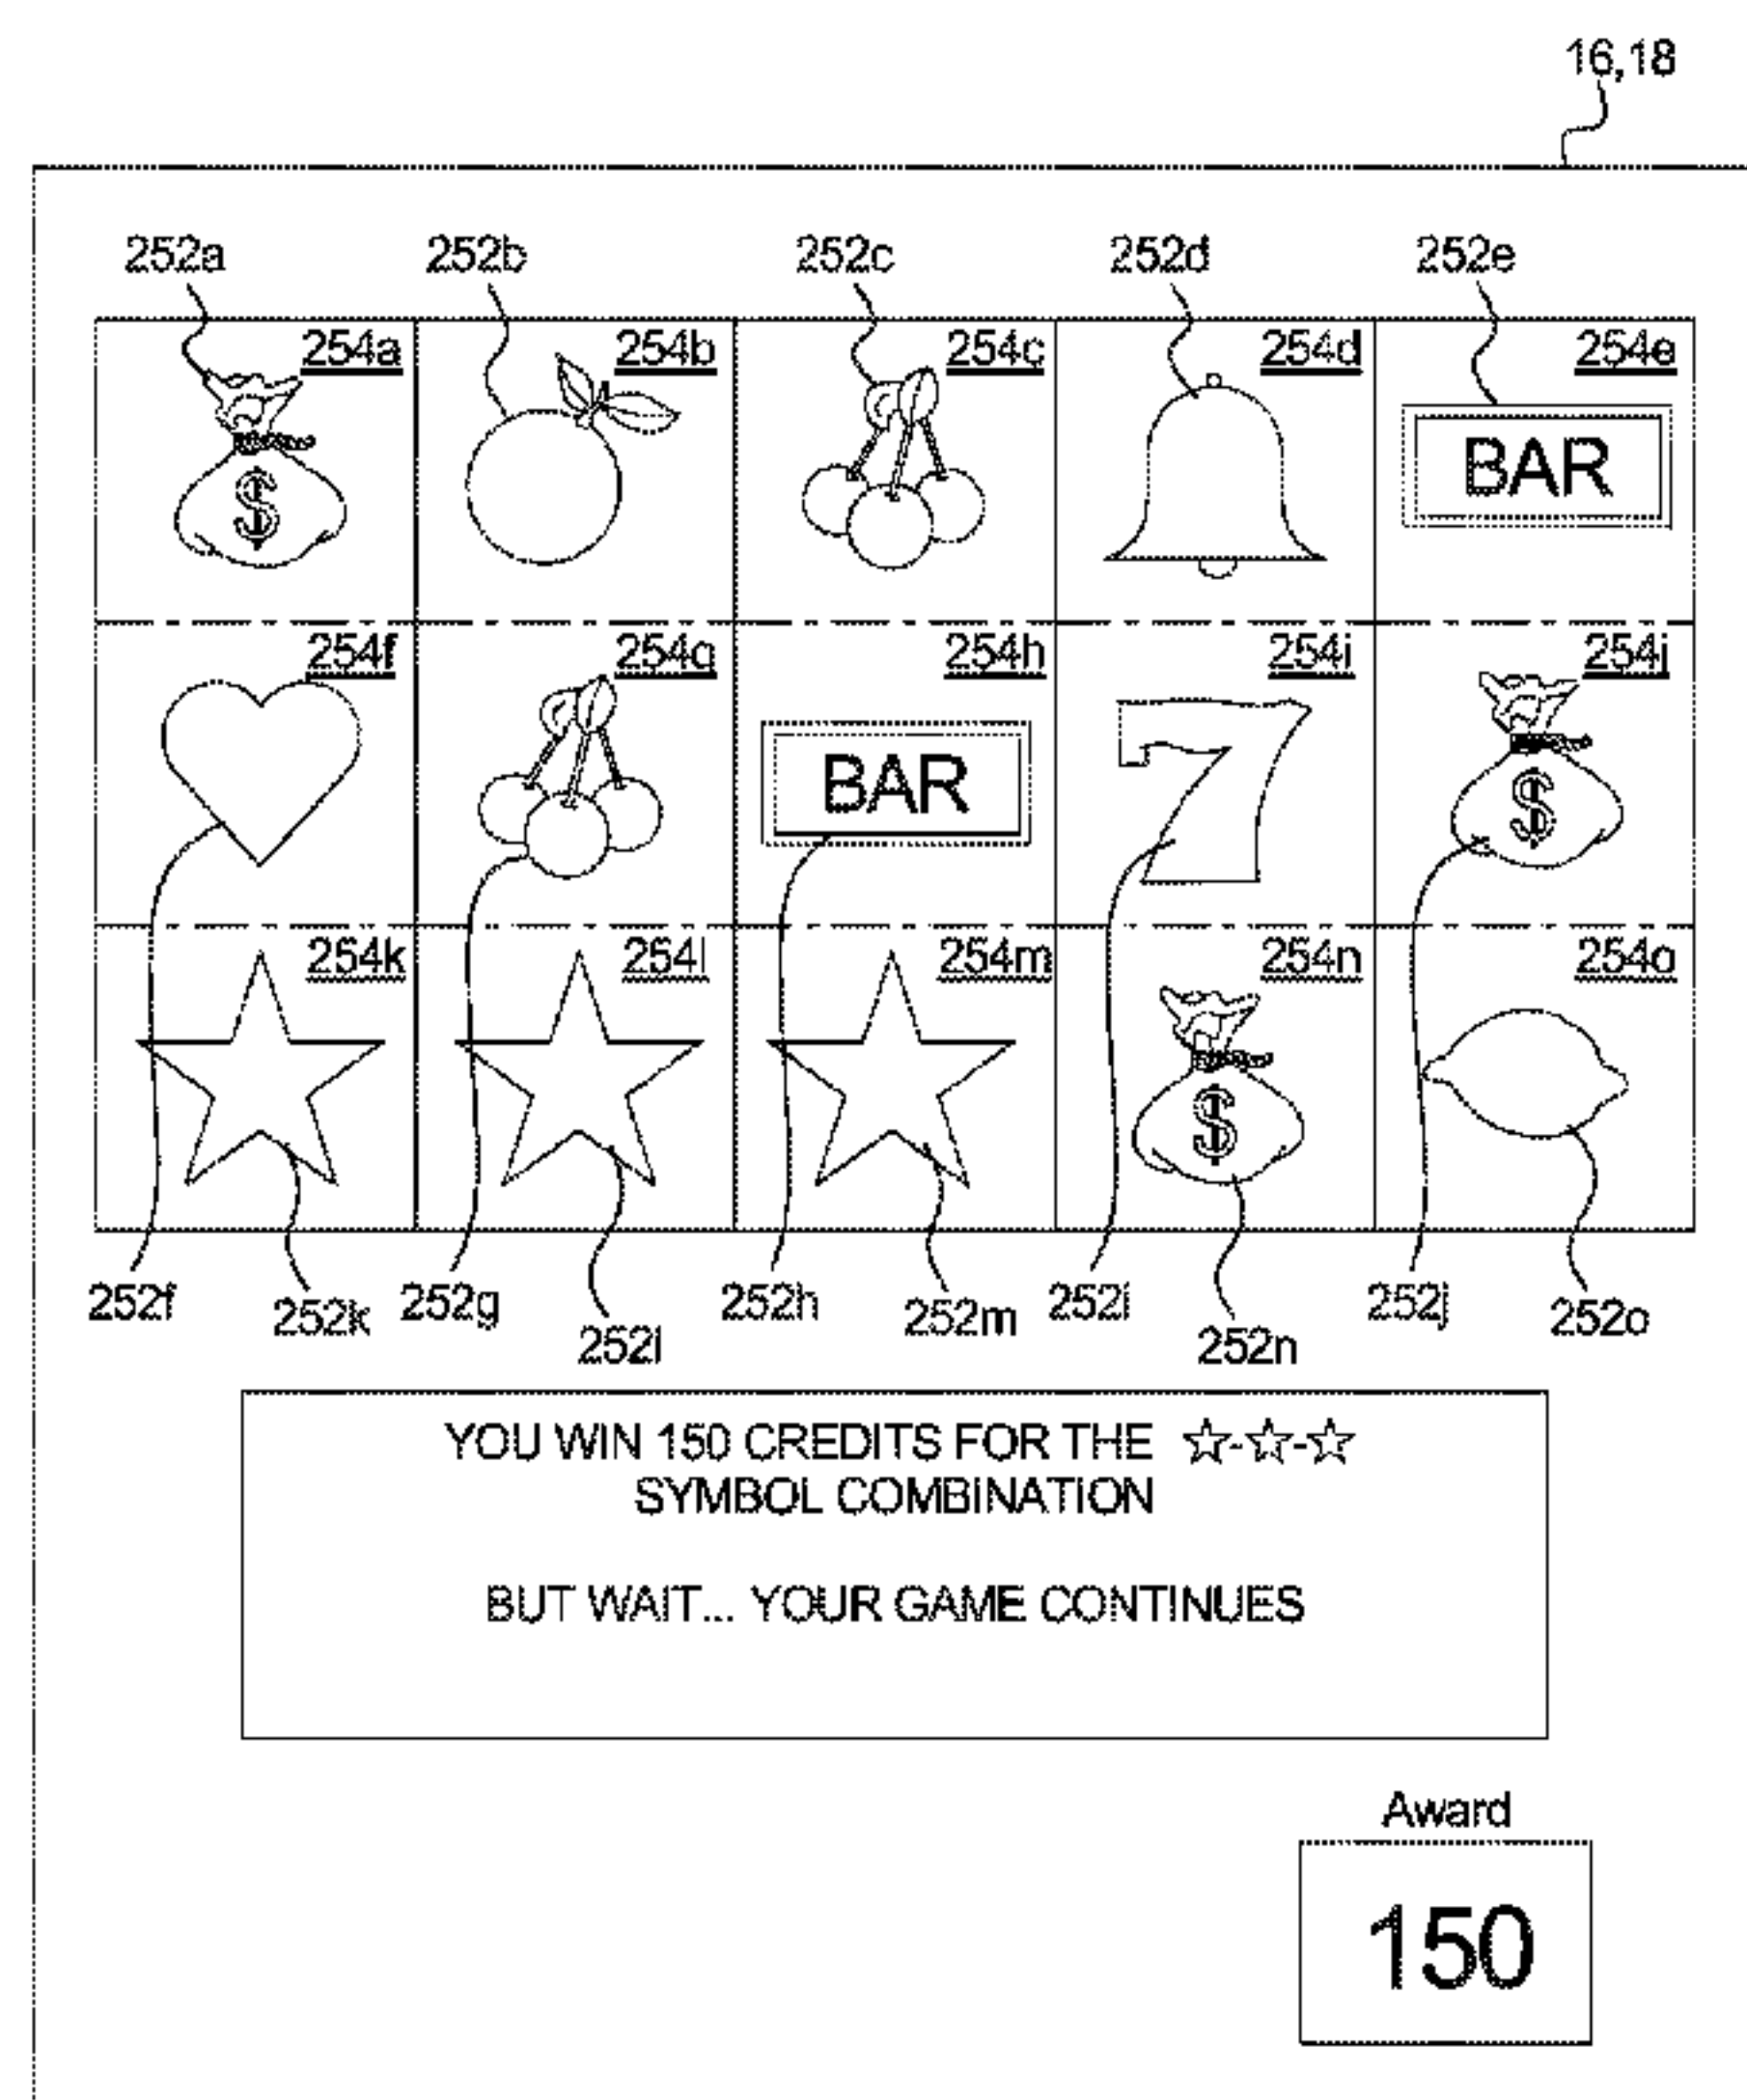 16,18
252a 252b 252c 252d 252e
254a 254b 254c 254d 254e
$ BAR
254f 254g 254h 254i 254j
BAR 7 $
254k 254l 254m 254n 254o
$
252f 252k 252g 252l 252h 252m 252i 252n 252j 252o
YOU WIN 150 CREDITS FOR THE ☆-☆-☆
SYMBOL COMBINATION
BUT WAIT... YOUR GAME CONTINUES
Award
150